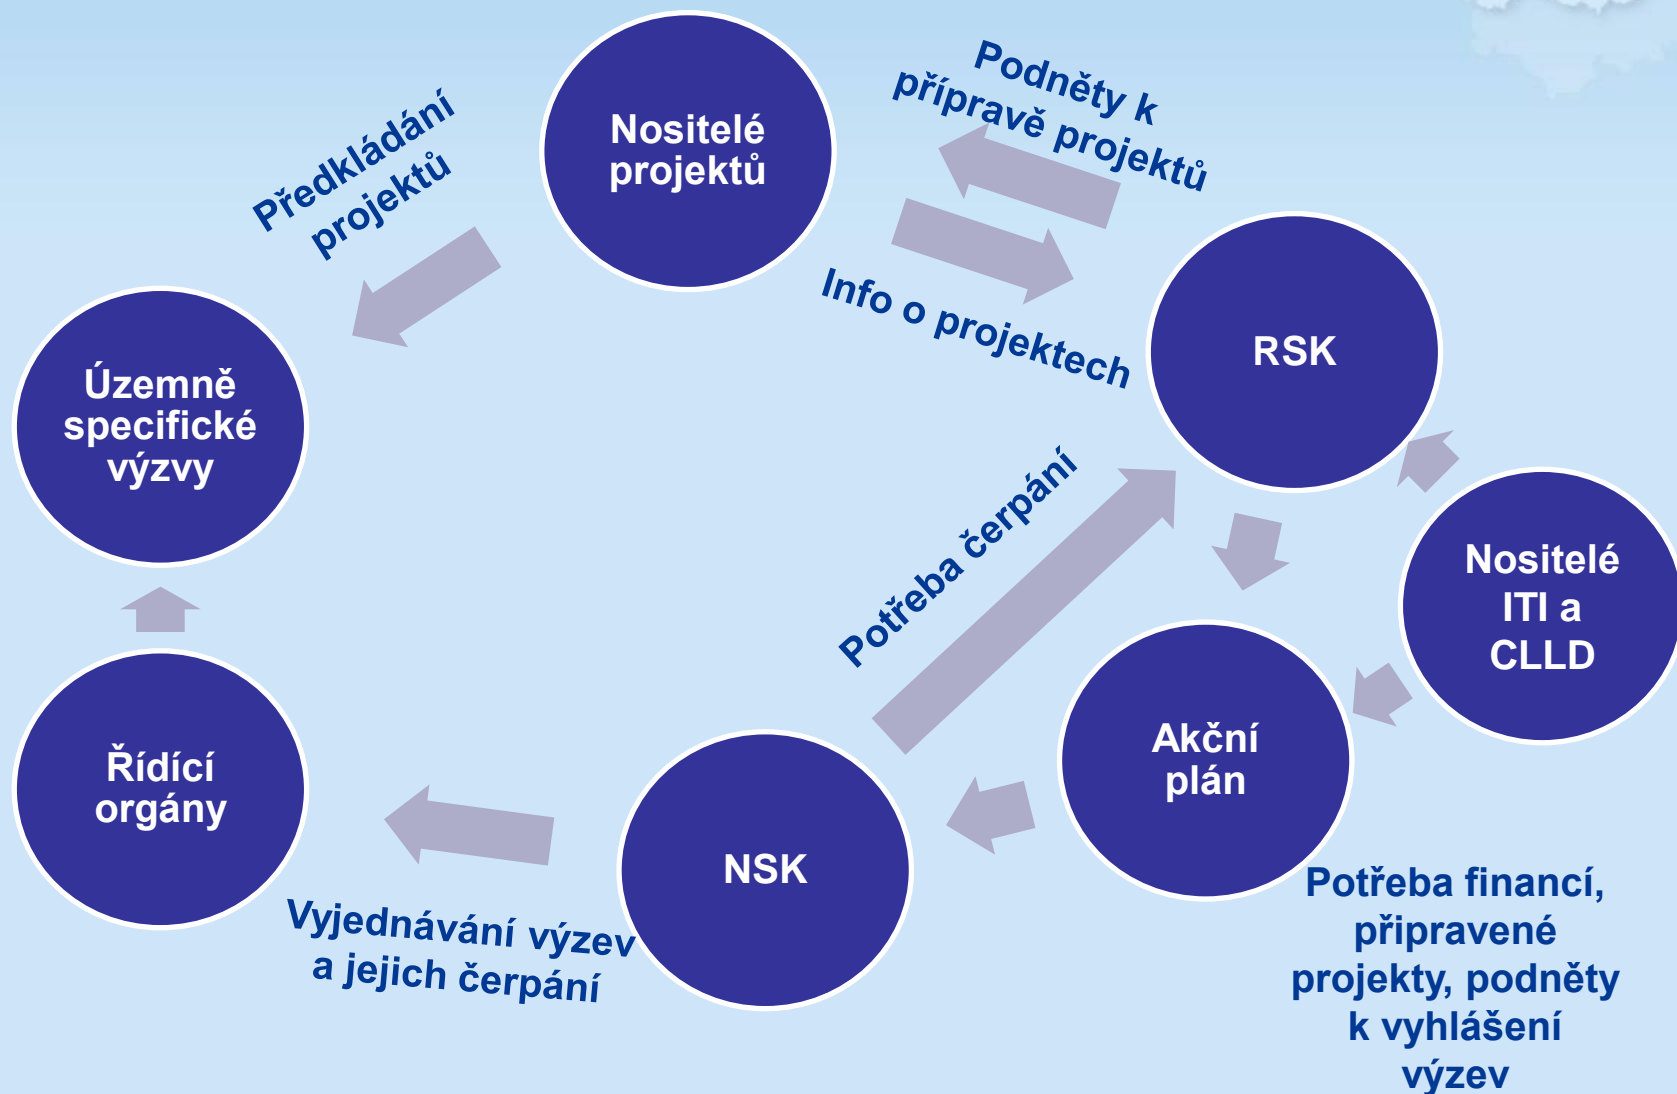 Nositelé
projektů
Podněty k
přípravě projektů
Předkládání
projektů
Info o projektech
RSK
Územně
specifické
výzvy
Potřeba čerpání
Nositelé
ITI a
CLLD
Akční
plán
Řídící
orgány
NSK
Vyjednávání výzev
a jejich čerpání
Potřeba financí,
připravené
projekty, podněty
k vyhlášení
výzev